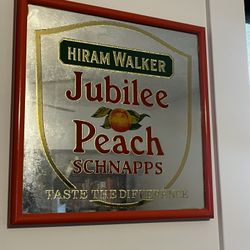 HIRAM WALKER
Jubilee
Peach
SCHNAPPS
TASTE THE DIFFERENCE